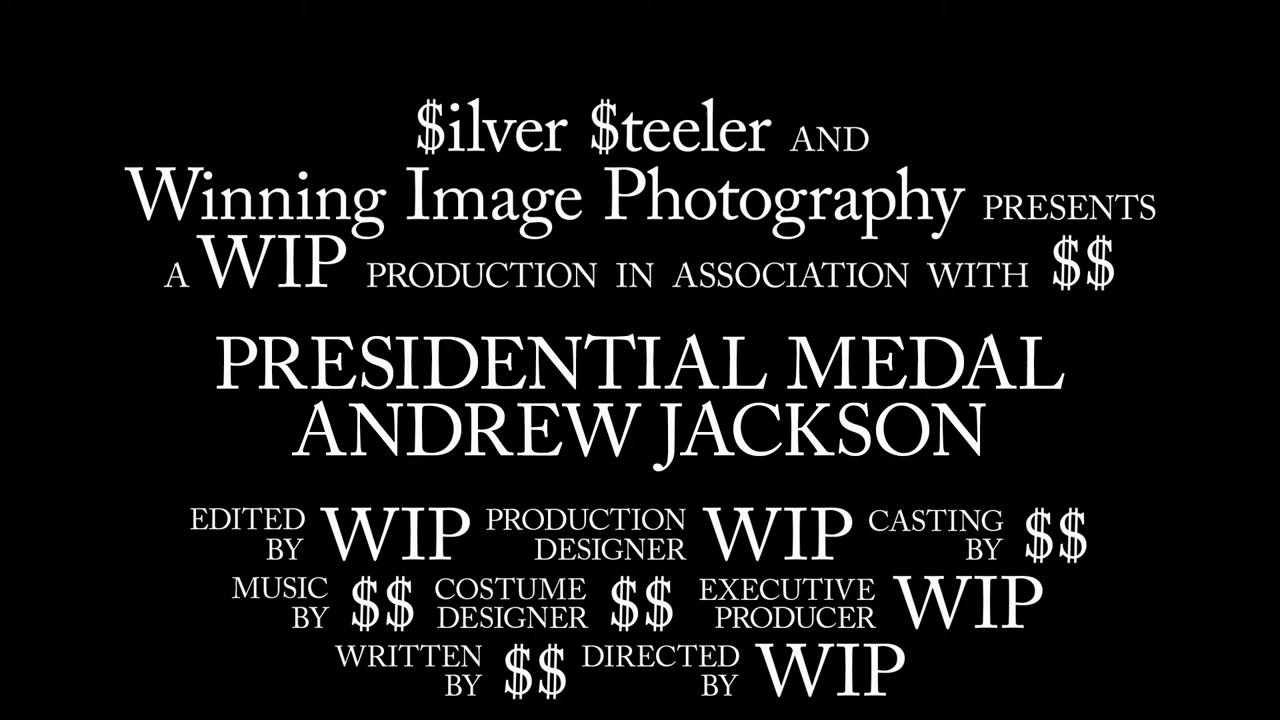 $ilver $teeler AND
Winning Image Photography PRESENTS
A WIP PRODUCTION IN ASSOCIATION WITH $$
PRESIDENTIAL MEDAL
ANDREW JACKSON
EDITED BY WIP PRODUCTION DESIGNER WIP CASTING BY $$
MUSIC BY $$ COSTUME DESIGNER $$ EXECUTIVE PRODUCER WIP
WRITTEN BY $$ DIRECTED BY WIP